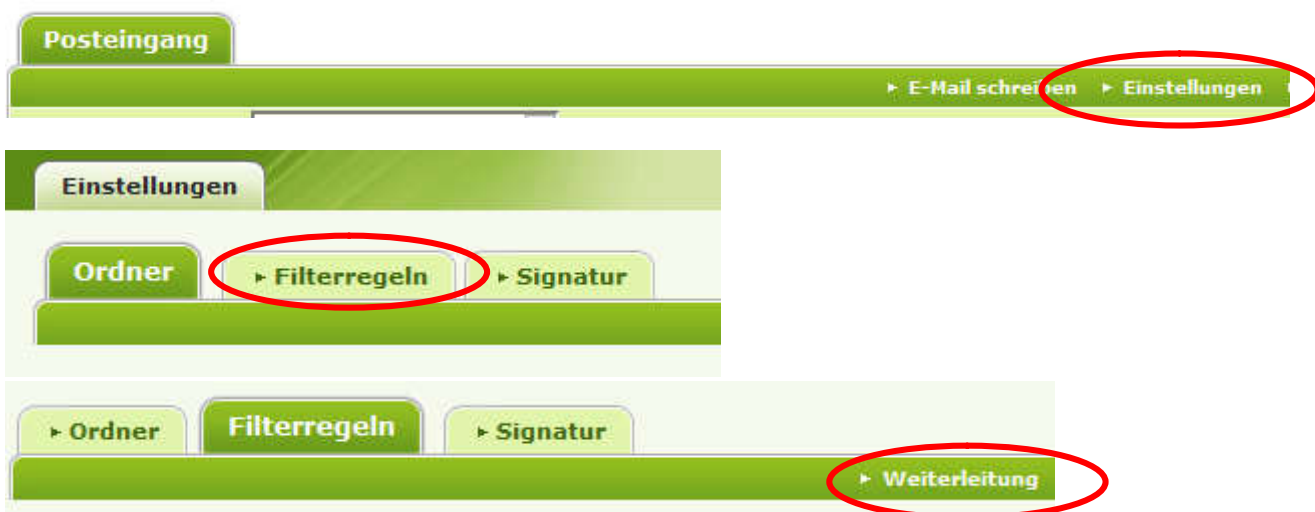 Posteingang
E-Mail schreiben Einstellungen
Einstellungen
Ordner Filterregeln Signatur
Ordner Filterregeln Signatur
Weiterleitung